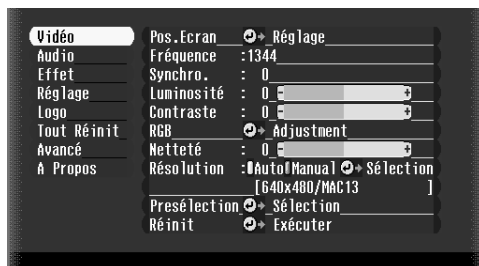 Vidéo
Audio
Effet
Réglage
Logo
Tout Réinit
Avancé
A Propos
Pos.Ecran Réglage
Fréquence :1344
Synchro. : 0
Luminosité : 0 - +
Contraste : 0 - +
RGB Adjustment
Netteté : 0 - +
Résolution : Auto Manual Sélection
[640x480/MAC13 ]
Presélection Sélection
Réinit Exécuter